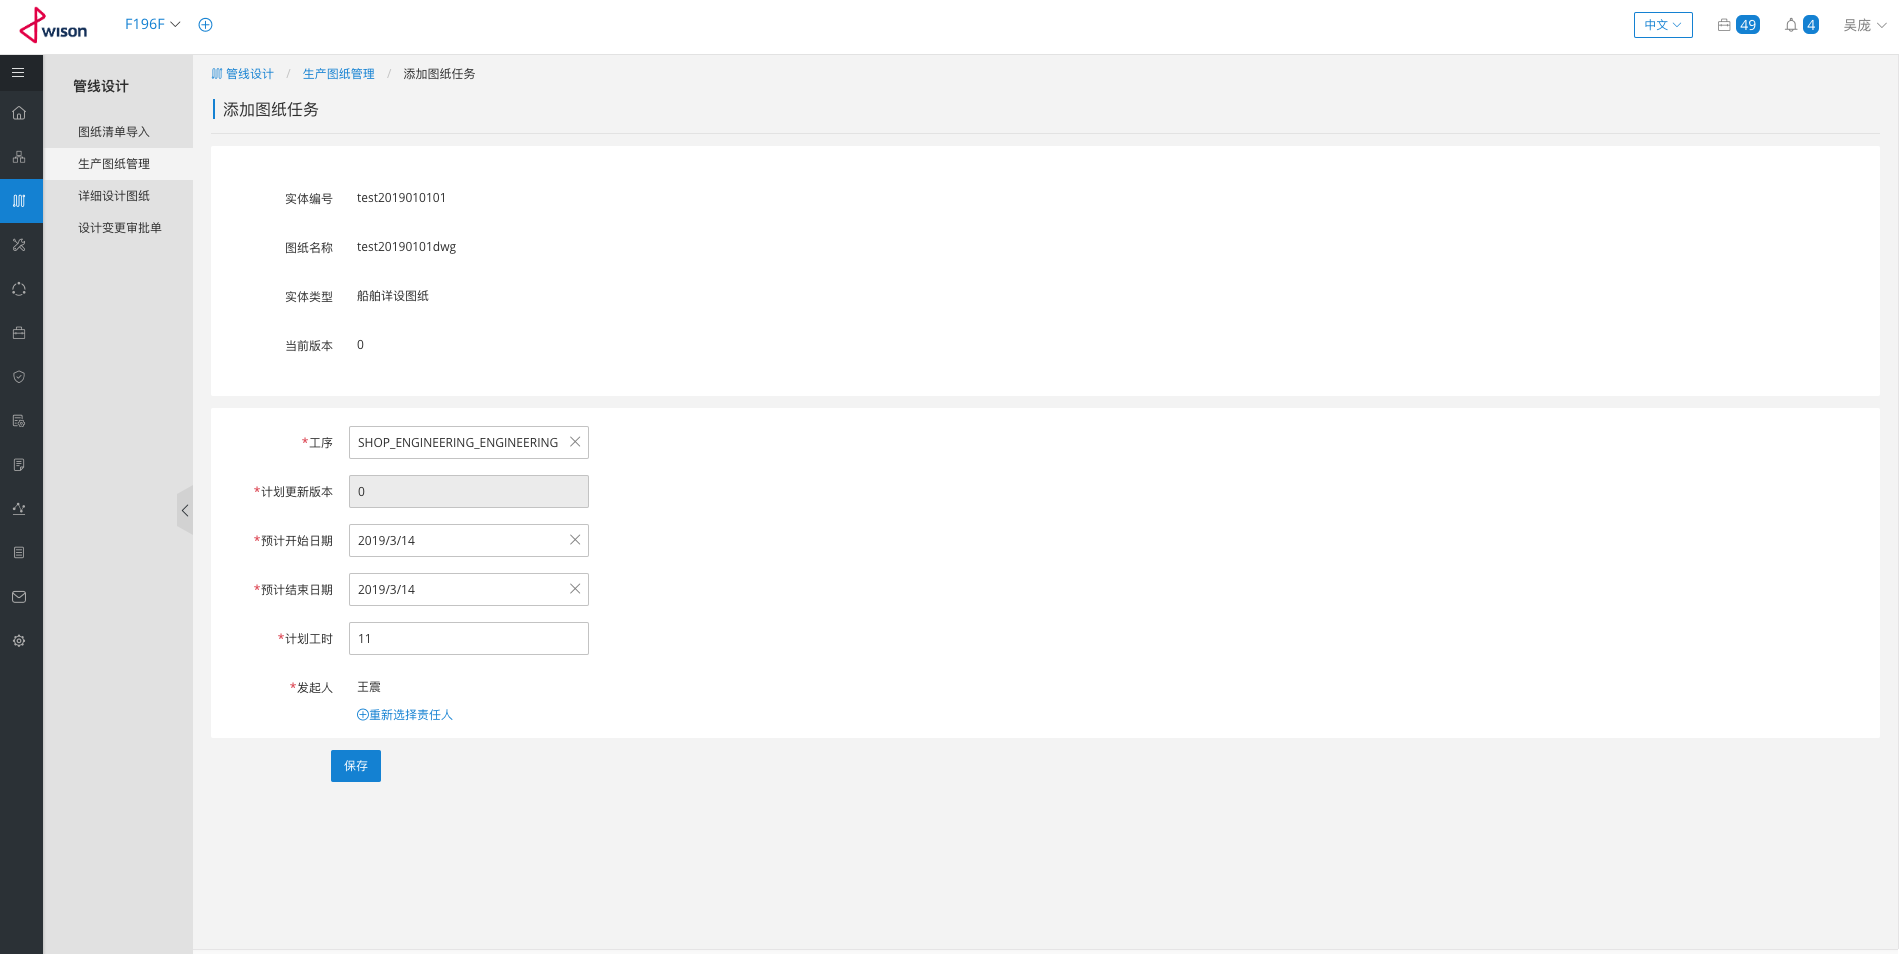 wison
F196F
中文
49
4
吴庞
管线设计
图纸清单导入
生产图纸管理
详细设计图纸
设计变更审批单
管线设计 / 生产图纸管理 / 添加图纸任务
添加图纸任务
实体编号 test2019010101
图纸名称 test20190101dwg
实体类型 船舶详设图纸
当前版本 0
*工序 SHOP_ENGINEERING_ENGINEERING
*计划更新版本 0
*预计开始日期 2019/3/14
*预计结束日期 2019/3/14
*计划工时 11
*发起人 王震
重新选择责任人
保存